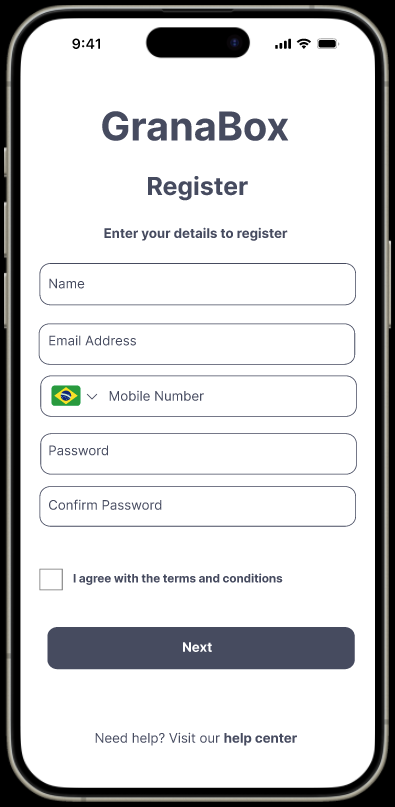 9:41
GranaBox
Register
Enter your details to register
Name
Email Address
Mobile Number
Password
Confirm Password
I agree with the terms and conditions
Next
Need help? Visit our help center